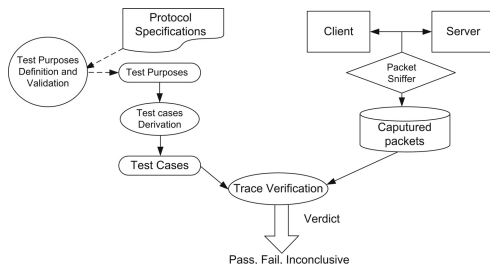 Protocol
Specifications
Client
Server
Test Purposes
Definition and
Validation
Test Purposes
Packet
Sniffer
Test cases
Derivation
Caputured
packets
Test Cases
Trace Verification
Verdict
Pass, Fail, Inconclusive